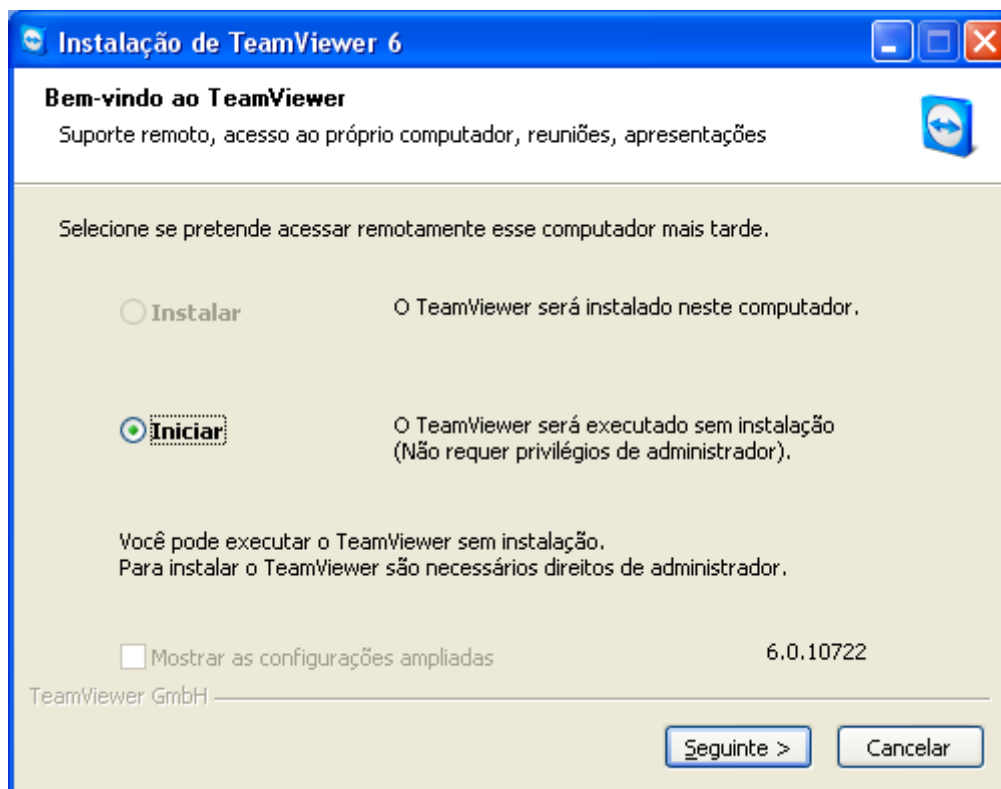 Instalação de TeamViewer 6
Bem-vindo ao TeamViewer
Suporte remoto, acesso ao próprio computador, reuniões, apresentações
Selecione se pretende acessar remotamente esse computador mais tarde.
Instalar
O TeamViewer será instalado neste computador.
Iniciar
O TeamViewer será executado sem instalação
(Não requer privilégios de administrador).
Você pode executar o TeamViewer sem instalação.
Para instalar o TeamViewer são necessários direitos de administrador.
Mostrar as configurações ampliadas
6.0.10722
TeamViewer GmbH
Seguinte >
Cancelar